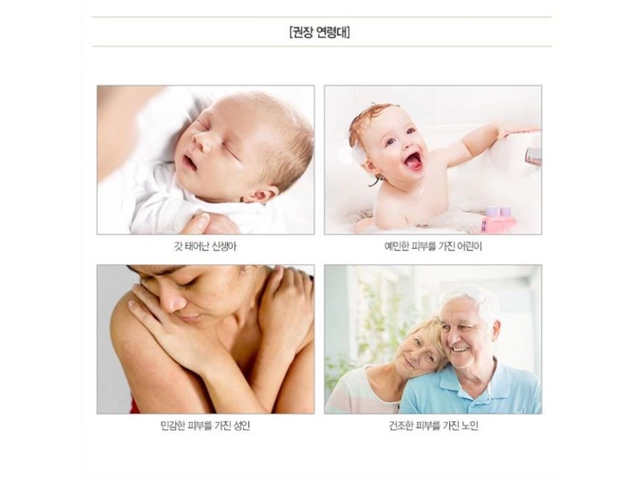 [권장 연령대]
갓 태어난 신생아
예민한 피부를 가진 어린이
민감한 피부를 가진 성인
건조한 피부를 가진 노인